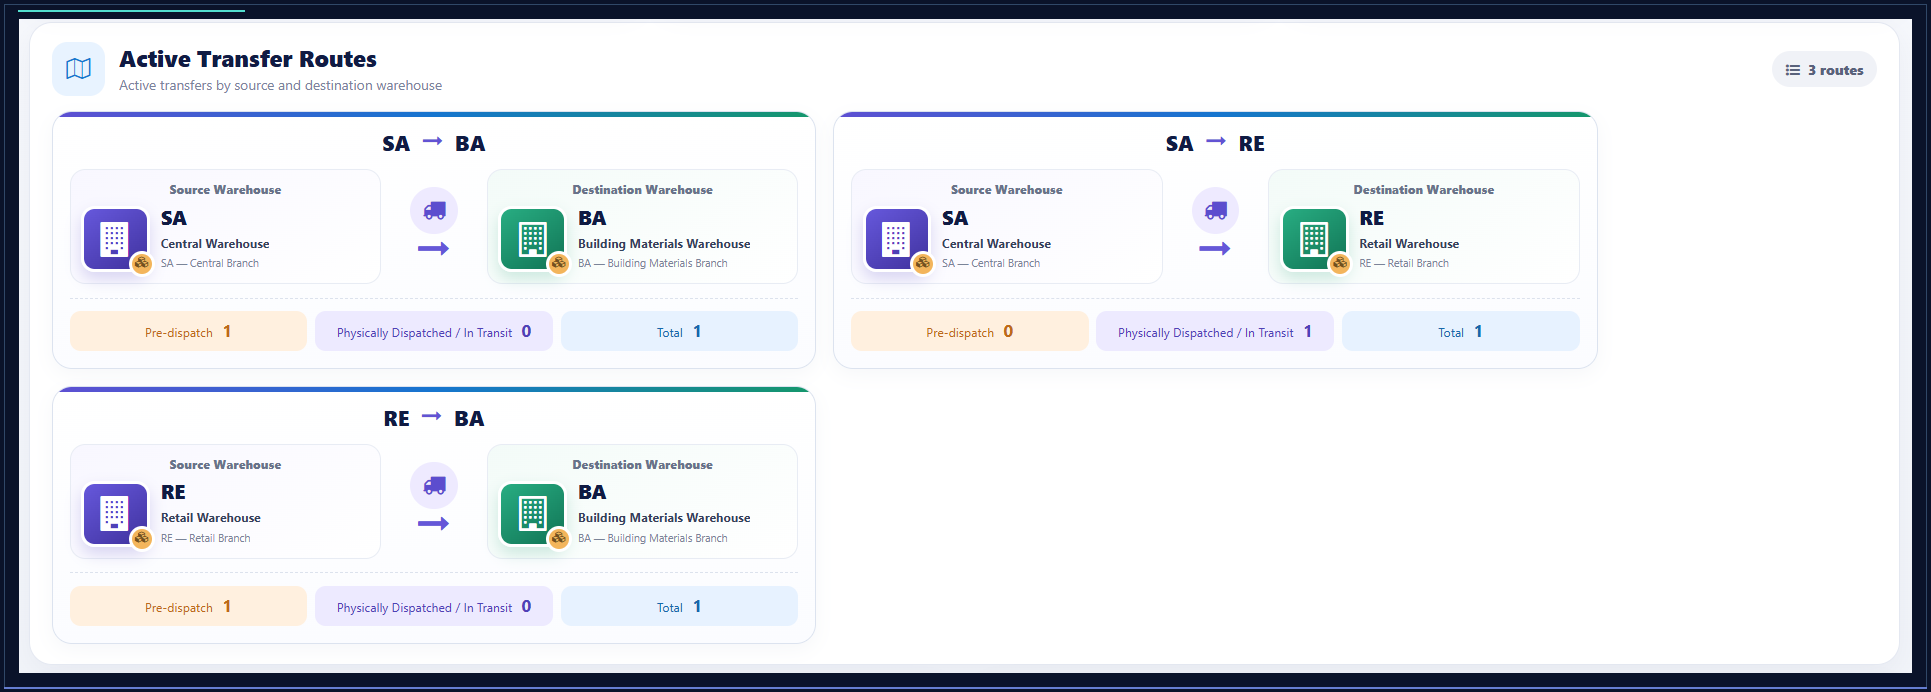 Active Transfer Routes
Active transfers by source and destination warehouse
3 routes
SA → BA
Source Warehouse
SA
Central Warehouse
SA — Central Branch
Destination Warehouse
BA
Building Materials Warehouse
BA — Building Materials Branch
Pre-dispatch 1
Physically Dispatched / In Transit 0
Total 1
SA → RE
Source Warehouse
SA
Central Warehouse
SA — Central Branch
Destination Warehouse
RE
Retail Warehouse
RE — Retail Branch
Pre-dispatch 0
Physically Dispatched / In Transit 1
Total 1
RE → BA
Source Warehouse
RE
Retail Warehouse
RE — Retail Branch
Destination Warehouse
BA
Building Materials Warehouse
BA — Building Materials Branch
Pre-dispatch 1
Physically Dispatched / In Transit 0
Total 1